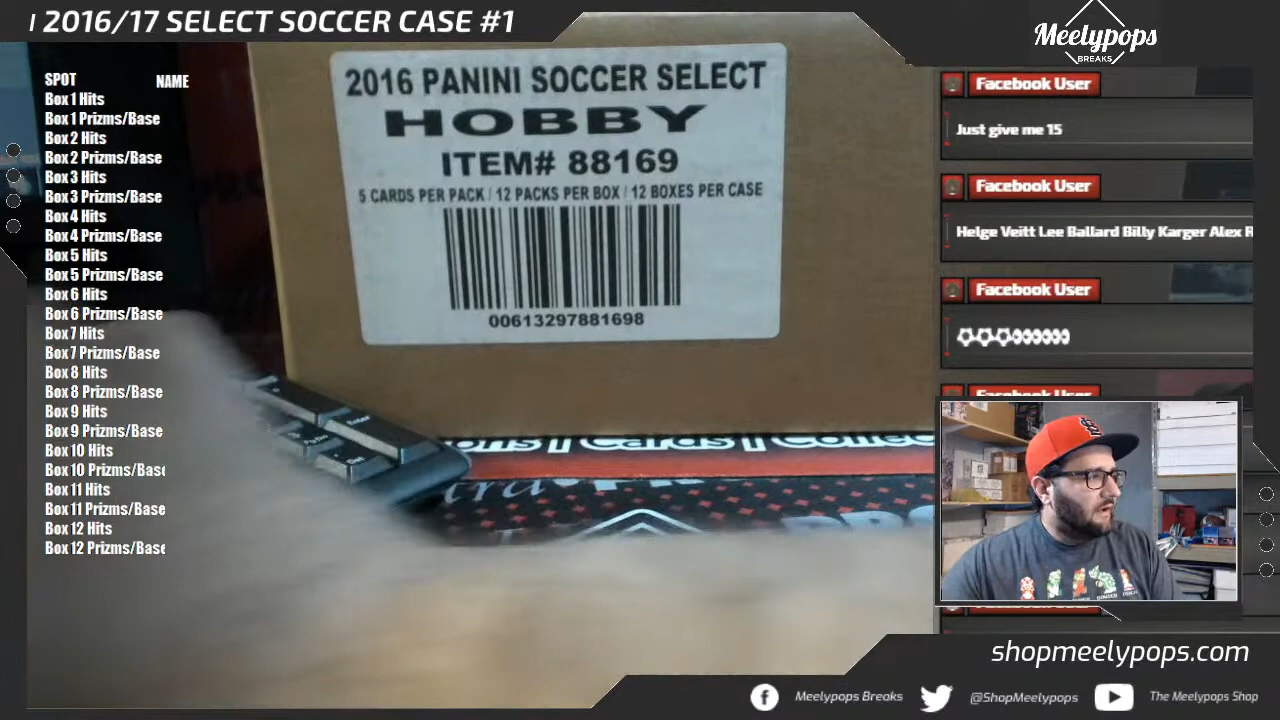 2016/17 SELECT SOCCER CASE #1
Meelypops
BREAKS
SPOT NAME
Box 1 Hits
Box 1 Prizms/Base
Box 2 Hits
Box 2 Prizms/Base
Box 3 Hits
Box 3 Prizms/Base
Box 4 Hits
Box 4 Prizms/Base
Box 5 Hits
Box 5 Prizms/Base
Box 6 Hits
Box 6 Prizms/Base
Box 7 Hits
Box 7 Prizms/Base
Box 8 Hits
Box 8 Prizms/Base
Box 9 Hits
Box 9 Prizms/Base
Box 10 Hits
Box 10 Prizms/Base
Box 11 Hits
Box 11 Prizms/Base
Box 12 Hits
Box 12 Prizms/Base
2016 PANINI SOCCER SELECT
HOBBY
ITEM# 88169
5 CARDS PER PACK / 12 PACKS PER BOX / 12 BOXES PER CASE
00613297881698
Facebook User
Just give me 15
Facebook User
Helge Veitt Lee Ballard Billy Karger Alex R
Facebook User
Facebook User
shopmeelypops.com
Meelypops Breaks
@ShopMeelypops
The Meelypops Shop